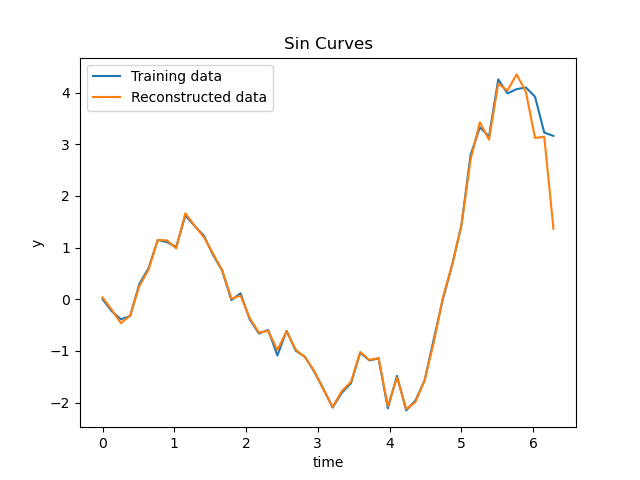 Sin Curves
Training data
Reconstructed data
4
3
2
1
0
−1
−2
y
0 1 2 3 4 5 6
time